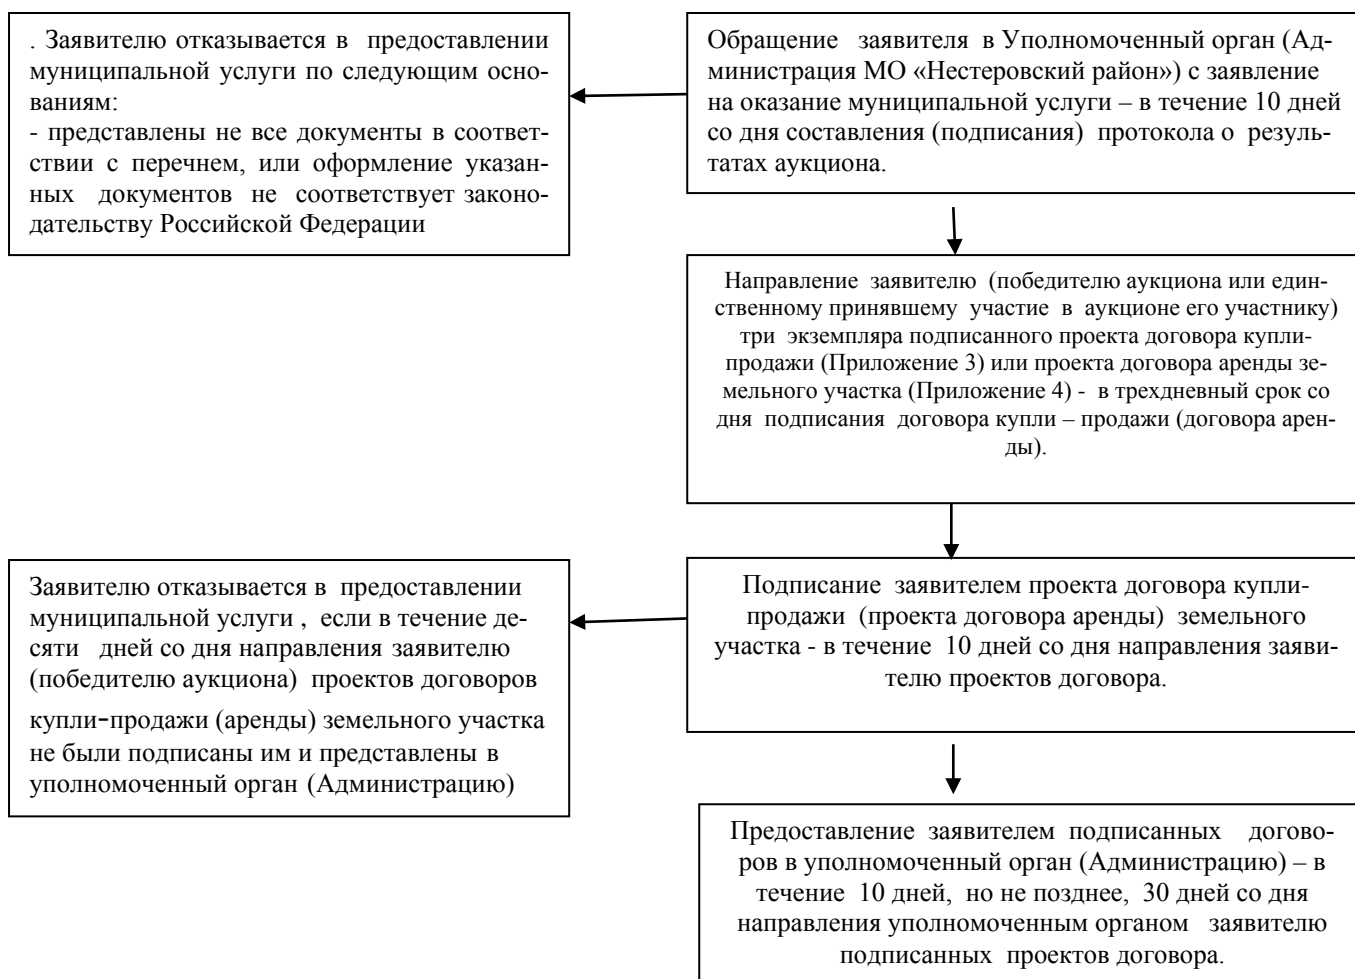 . Заявителю отказывается в предоставлении
муниципальной услуги по следующим осно-
ваниям:
- представлены не все документы в соответ-
ствии с перечнем, или оформление указан-
ных документов не соответствует законо-
дательству Российской Федерации
Обращение заявителя в Уполномоченный орган (Ад-
министрация МО «Нестеровский район») с заявление
на оказание муниципальной услуги – в течение 10 дней
со дня составления (подписания) протокола о резуль-
татах аукциона.
Направление заявителю (победителю аукциона или един-
ственному принявшему участие в аукционе его участнику)
три экземпляра подписанного проекта договора купли-
продажи (Приложение 3) или проекта договора аренды зе-
мельного участка (Приложение 4) - в трехдневный срок со
дня подписания договора купли – продажи (договора арен-
ды).
Заявителю отказывается в предоставлении
муниципальной услуги , если в течение де-
сяти дней со дня направления заявителю
(победителю аукциона) проектов договоров
купли-продажи (аренды) земельного участка
не были подписаны им и представлены в
уполномоченный орган (Администрацию)
Подписание заявителем проекта договора купли-
продажи (проекта договора аренды) земельного
участка - в течение 10 дней со дня направления заяви-
телю проектов договора.
Предоставление заявителем подписанных догово-
ров в уполномоченный орган (Администрацию) – в
течение 10 дней, но не позднее, 30 дней со дня
направления уполномоченным органом заявителю
подписанных проектов договора.